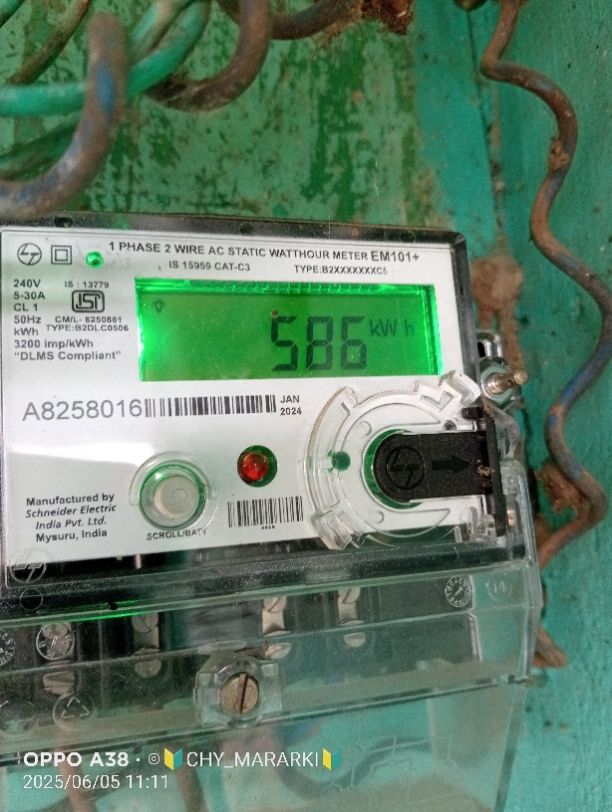 1 PHASE 2 WIRE AC STATIC WATTHOUR METER EM101+
IS 15959 CAT-C3 TYPE:B2XXXXXXXC5
240V IS : 13779
5-30A
CL 1 ISI
50Hz CM/L- 6250861
kWh TYPE:B2DLC0506
3200 imp/kWh
"DLMS Compliant"
586 kWh
A8258016 JAN
2024
Manufactured by
Schneider Electric
India Pvt. Ltd.
Mysuru, India
SCROLL/BATT
OPPO A38 · ©🔰CHY_MARARKI🔰
2025/06/05 11:11